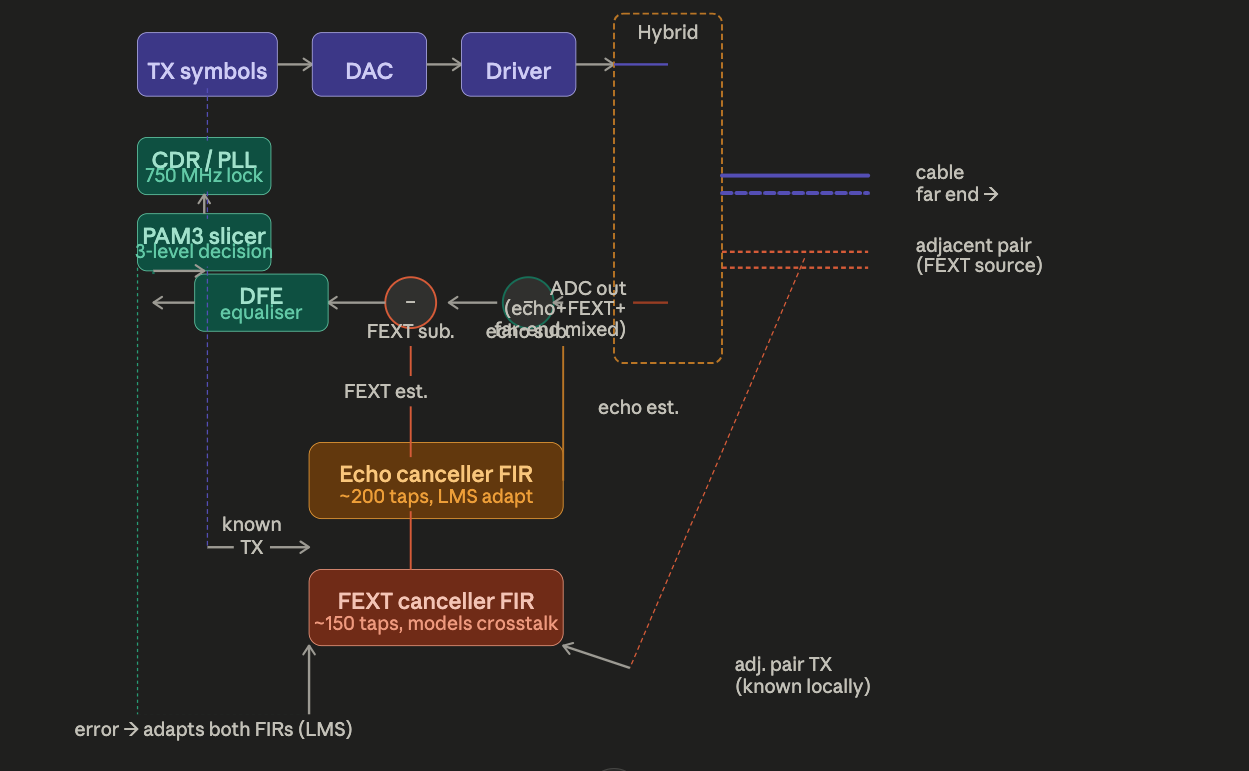 Hybrid
TX symbols
DAC
Driver
CDR / PLL
750 MHz lock
cable
far end →
PAM3 slicer
3-level decision
adjacent pair
(FEXT source)
DFE
equaliser
−
−
ADC out
(echo+FEXT+
far-end mixed)
FEXT sub.
echo sub.
FEXT est.
echo est.
Echo canceller FIR
~200 taps, LMS adapt
known
TX
FEXT canceller FIR
~150 taps, models crosstalk
adj. pair TX
(known locally)
error → adapts both FIRs (LMS)